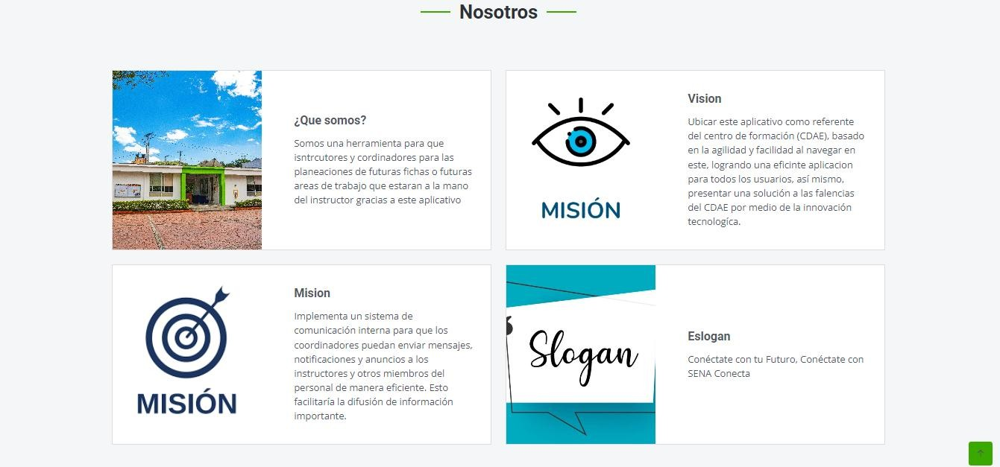 Nosotros
¿Que somos?
Somos una herramienta para que
isntrcutores y cordinadores para las
planeaciones de futuras fichas o futuras
areas de trabajo que estaran a la mano
del instructor gracias a este aplicativo
MISIÓN
Vision
Ubicar este aplicativo como referente
del centro de formación (CDAE), basado
en la agilidad y facilidad al navegar en
este, logrando una eficinte aplicacion
para todos los usuarios, así mismo,
presentar una solución a las falencias
del CDAE por medio de la innovación
tecnologíca.
MISIÓN
Mision
Implementa un sistema de
comunicación interna para que los
coordinadores puedan enviar mensajes,
notificaciones y anuncios a los
instructores y otros miembros del
personal de manera eficiente. Esto
facilitaría la difusión de información
importante.
Slogan
Eslogan
Conéctate con tu Futuro, Conéctate con
SENA Conecta